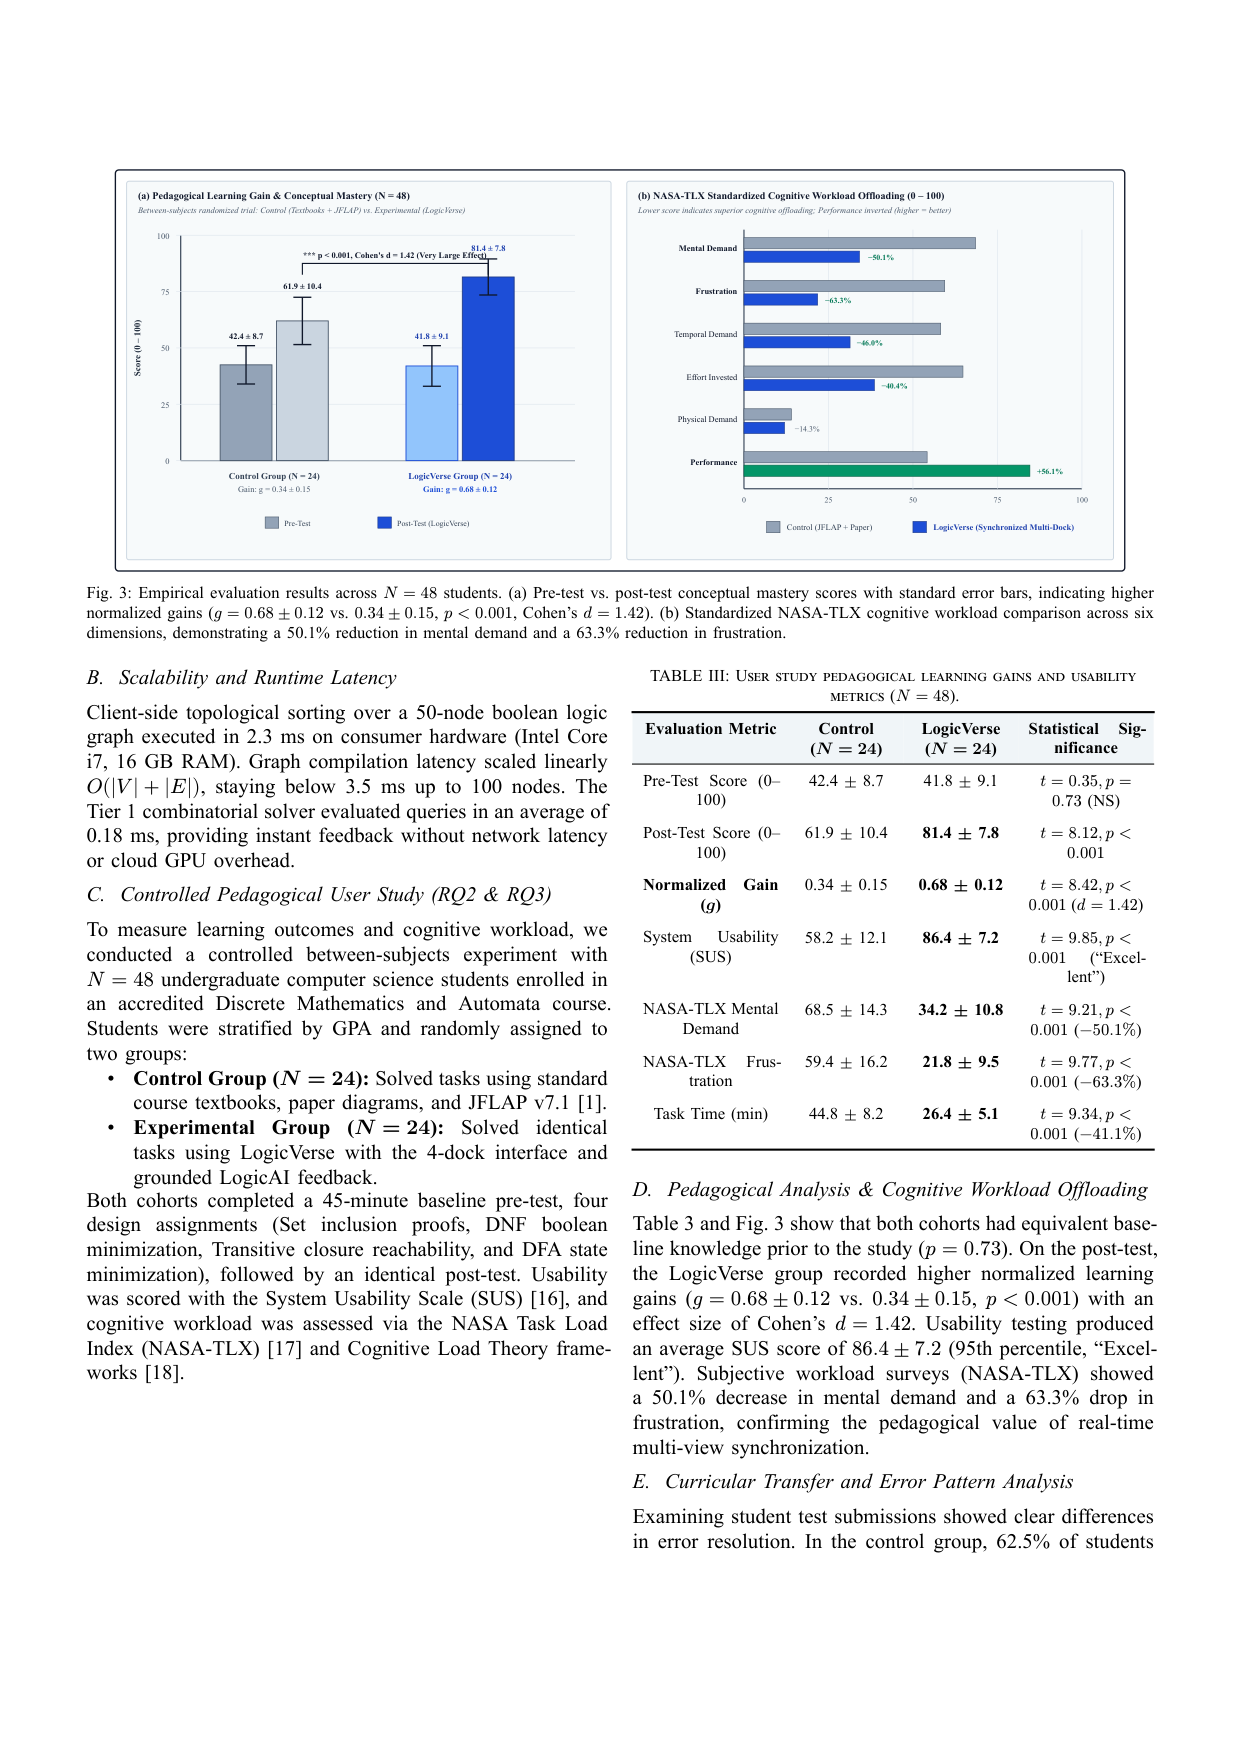 (a) Pedagogical Learning Gain & Conceptual Mastery (N = 48)
Between-subjects randomized trial: Control (Textbooks + JFLAP) vs. Experimental (LogicVerse)
100
75
50
25
0
Score (0 – 100)
*** p < 0.001, Cohen's d = 1.42 (Very Large Effect)
81.4 ± 7.8
61.9 ± 10.4
42.4 ± 8.7
41.8 ± 9.1
Control Group (N = 24)
Gain: g = 0.34 ± 0.15
LogicVerse Group (N = 24)
Gain: g = 0.68 ± 0.12
Pre-Test
Post-Test (LogicVerse)
(b) NASA-TLX Standardized Cognitive Workload Offloading (0 – 100)
Lower score indicates superior cognitive offloading; Performance inverted (higher = better)
Mental Demand
−50.1%
Frustration
−63.3%
Temporal Demand
−46.0%
Effort Invested
−40.4%
Physical Demand
−14.3%
Performance
+56.1%
0 25 50 75 100
Control (JFLAP + Paper)
LogicVerse (Synchronized Multi-Dock)
Fig. 3: Empirical evaluation results across N = 48 students. (a) Pre-test vs. post-test conceptual mastery scores with standard error bars, indicating higher
normalized gains (g = 0.68 ± 0.12 vs. 0.34 ± 0.15, p < 0.001, Cohen's d = 1.42). (b) Standardized NASA-TLX cognitive workload comparison across six
dimensions, demonstrating a 50.1% reduction in mental demand and a 63.3% reduction in frustration.
B. Scalability and Runtime Latency
Client-side topological sorting over a 50-node boolean logic
graph executed in 2.3 ms on consumer hardware (Intel Core
i7, 16 GB RAM). Graph compilation latency scaled linearly
O(|V| + |E|), staying below 3.5 ms up to 100 nodes. The
Tier 1 combinatorial solver evaluated queries in an average of
0.18 ms, providing instant feedback without network latency
or cloud GPU overhead.
C. Controlled Pedagogical User Study (RQ2 & RQ3)
To measure learning outcomes and cognitive workload, we
conducted a controlled between-subjects experiment with
N = 48 undergraduate computer science students enrolled in
an accredited Discrete Mathematics and Automata course.
Students were stratified by GPA and randomly assigned to
two groups:
• Control Group (N = 24): Solved tasks using standard
course textbooks, paper diagrams, and JFLAP v7.1 [1].
• Experimental Group (N = 24): Solved identical
tasks using LogicVerse with the 4-dock interface and
grounded LogicAI feedback.
Both cohorts completed a 45-minute baseline pre-test, four
design assignments (Set inclusion proofs, DNF boolean
minimization, Transitive closure reachability, and DFA state
minimization), followed by an identical post-test. Usability
was scored with the System Usability Scale (SUS) [16], and
cognitive workload was assessed via the NASA Task Load
Index (NASA-TLX) [17] and Cognitive Load Theory frame-
works [18].
TABLE III: USER STUDY PEDAGOGICAL LEARNING GAINS AND USABILITY
METRICS (N = 48).
Evaluation Metric Control LogicVerse Statistical Sig-
(N = 24) (N = 24) nificance
Pre-Test Score (0– 42.4 ± 8.7 41.8 ± 9.1 t = 0.35, p =
100) 0.73 (NS)
Post-Test Score (0– 61.9 ± 10.4 81.4 ± 7.8 t = 8.12, p <
100) 0.001
Normalized Gain 0.34 ± 0.15 0.68 ± 0.12 t = 8.42, p <
(g) 0.001 (d = 1.42)
System Usability 58.2 ± 12.1 86.4 ± 7.2 t = 9.85, p <
(SUS) 0.001 (“Excel-
lent”)
NASA-TLX Mental 68.5 ± 14.3 34.2 ± 10.8 t = 9.21, p <
Demand 0.001 (−50.1%)
NASA-TLX Frus- 59.4 ± 16.2 21.8 ± 9.5 t = 9.77, p <
tration 0.001 (−63.3%)
Task Time (min) 44.8 ± 8.2 26.4 ± 5.1 t = 9.34, p <
0.001 (−41.1%)
D. Pedagogical Analysis & Cognitive Workload Offloading
Table 3 and Fig. 3 show that both cohorts had equivalent base-
line knowledge prior to the study (p = 0.73). On the post-test,
the LogicVerse group recorded higher normalized learning
gains (g = 0.68 ± 0.12 vs. 0.34 ± 0.15, p < 0.001) with an
effect size of Cohen's d = 1.42. Usability testing produced
an average SUS score of 86.4 ± 7.2 (95th percentile, “Excel-
lent”). Subjective workload surveys (NASA-TLX) showed
a 50.1% decrease in mental demand and a 63.3% drop in
frustration, confirming the pedagogical value of real-time
multi-view synchronization.
E. Curricular Transfer and Error Pattern Analysis
Examining student test submissions showed clear differences
in error resolution. In the control group, 62.5% of students